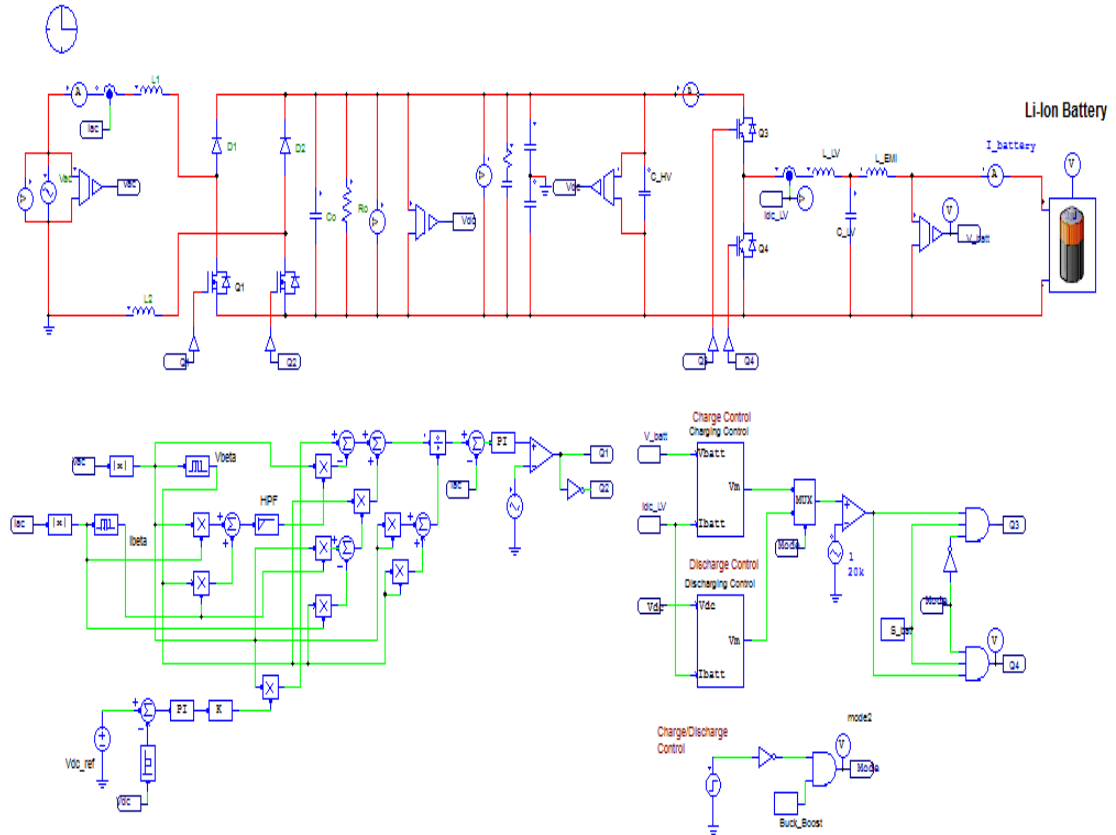 Li-Ion Battery
L1
A
Iac
D1
D2
Q3
A
I_battery
V
L_LV
L_EMI
A
Vac
V
Vac
Co
Ro
V
Vdc
V
Vdc
C_HV
Idc_LV
V
C_LV
V
V_batt
Q4
L2
Q1
Q1
Q2
Q3
Q4
Charge Control
Charging Control
V_batt
Vbatt
Vm
Idc_LV
Ibatt
MUX
Mode
1
20k
Q3
Discharge Control
Discharging Control
Vdc
Vdc
Vm
Ibatt
Mode
S_bat
V
Q4
Vac
|x|
Vbeta
Iac
|x|
Ibeta
HPF
PI
Iac
Q1
Q2
Vdc_ref
PI
K
Vdc
Charge/Discharge
Control
mode2
V
Mode
Buck_Boost